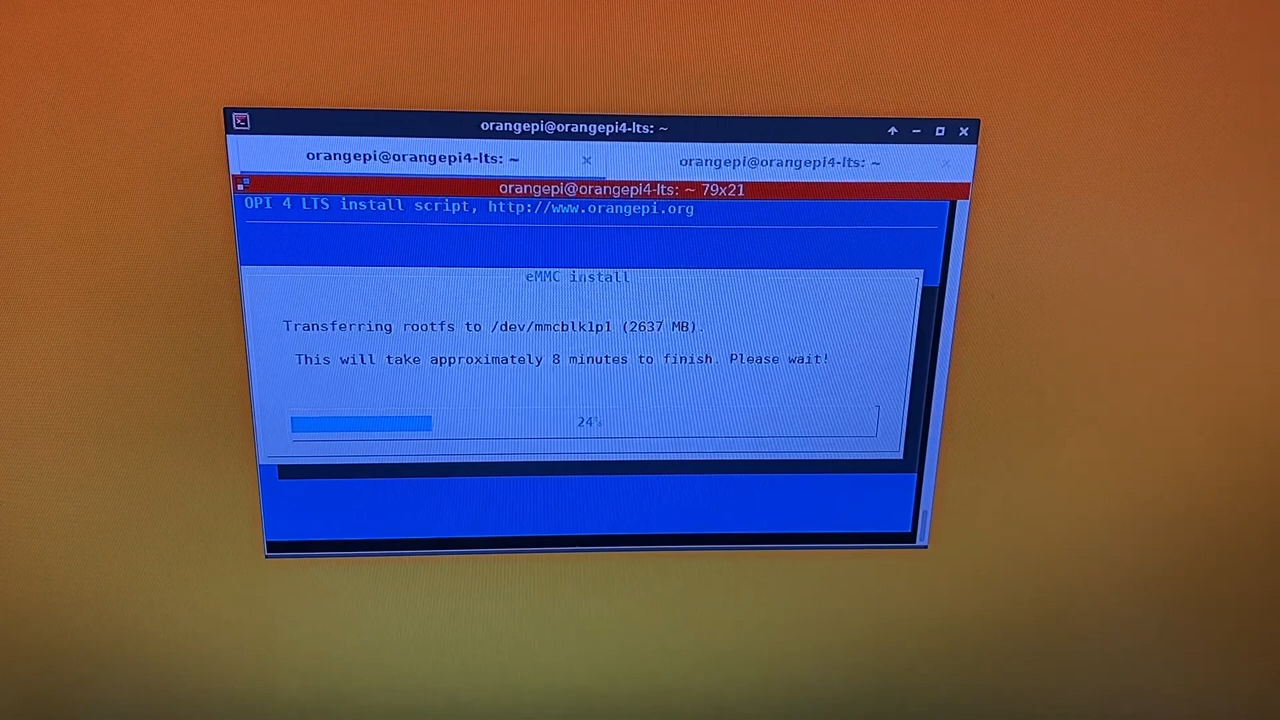 orangepi@orangepi4-lts: ~
orangepi@orangepi4-lts: ~
orangepi@orangepi4-lts: ~
orangepi@orangepi4-lts: ~ 79x21
OPI 4 LTS install script, http://www.orangepi.org
eMMC install
Transferring rootfs to /dev/mmcblk1p1 (2637 MB).
This will take approximately 8 minutes to finish. Please wait!
24%